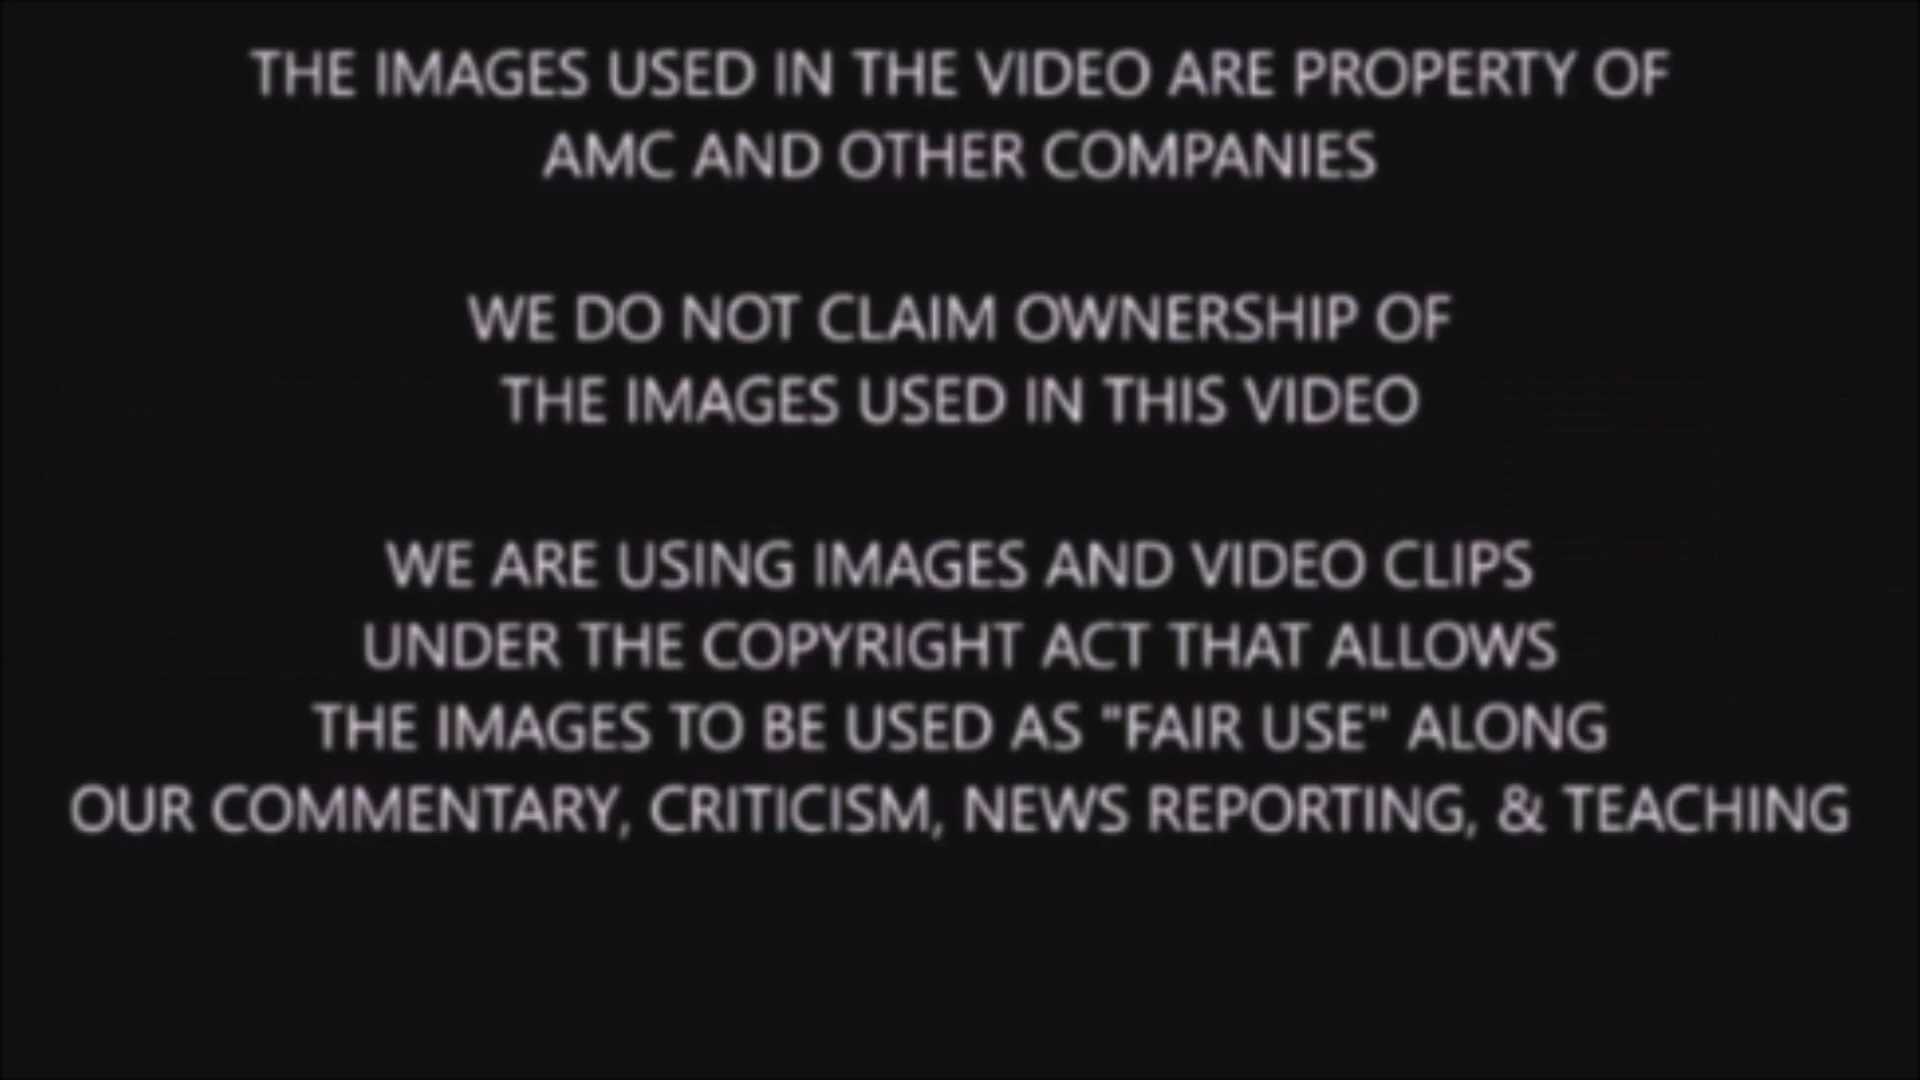 THE IMAGES USED IN THE VIDEO ARE PROPERTY OF
AMC AND OTHER COMPANIES
WE DO NOT CLAIM OWNERSHIP OF
THE IMAGES USED IN THIS VIDEO
WE ARE USING IMAGES AND VIDEO CLIPS
UNDER THE COPYRIGHT ACT THAT ALLOWS
THE IMAGES TO BE USED AS "FAIR USE" ALONG
OUR COMMENTARY, CRITICISM, NEWS REPORTING, & TEACHING